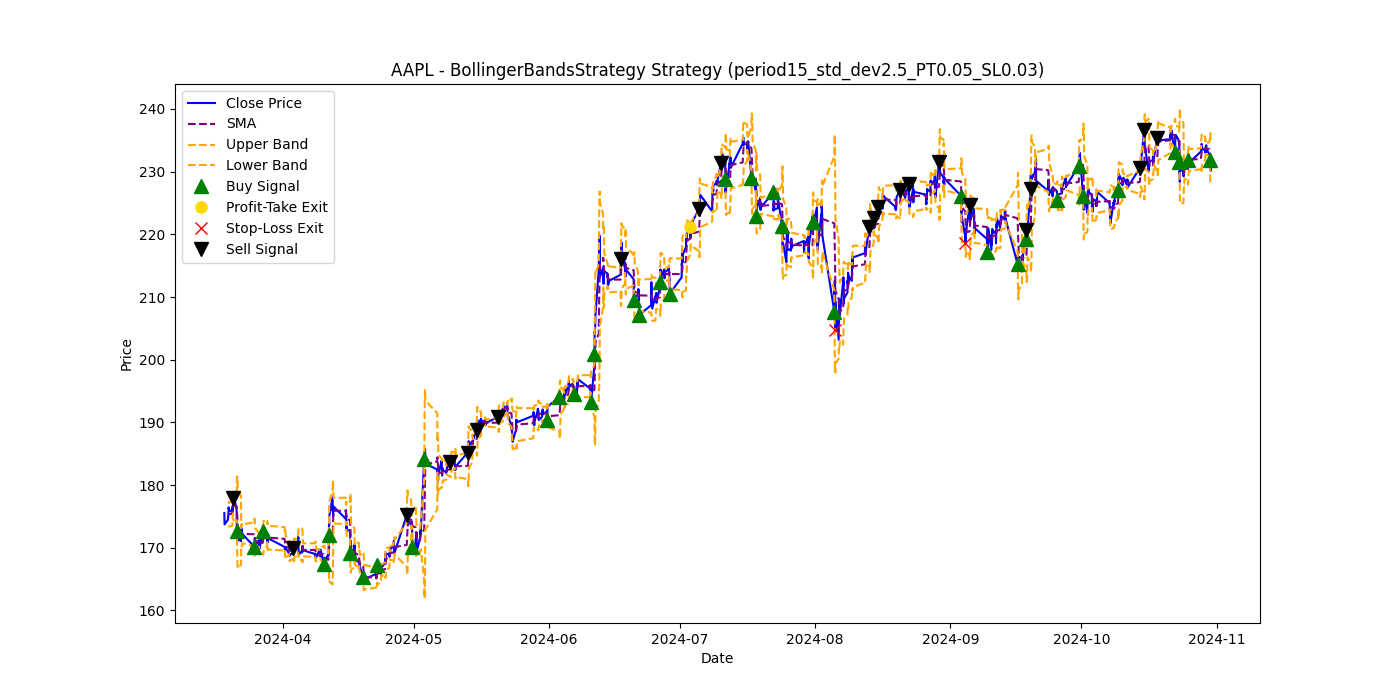 AAPL - BollingerBandsStrategy Strategy (period15_std_dev2.5_PT0.05_SL0.03)
Close Price
SMA
Upper Band
Lower Band
Buy Signal
Profit-Take Exit
Stop-Loss Exit
Sell Signal
240
230
220
210
200
190
180
170
160
Price
2024-04
2024-05
2024-06
2024-07
2024-08
2024-09
2024-10
2024-11
Date